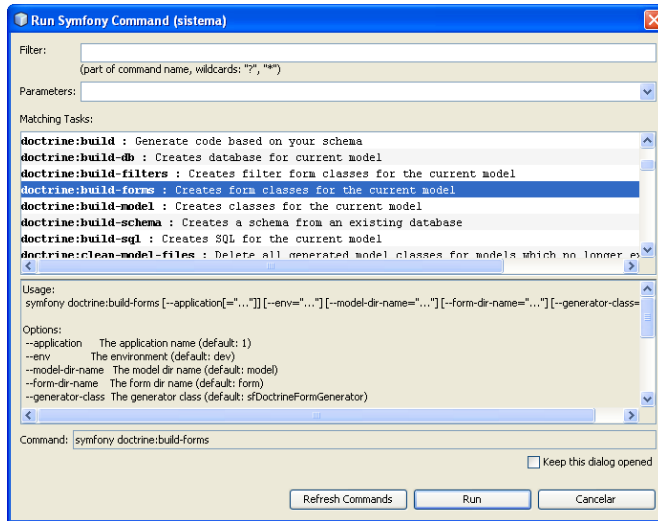 Run Symfony Command (sistema)
Filter:
(part of command name, wildcards: "?", "*")
Parameters:
Matching Tasks:
doctrine:build : Generate code based on your schema
doctrine:build-db : Creates database for current model
doctrine:build-filters : Creates filter form classes for the current model
doctrine:build-forms : Creates form classes for the current model
doctrine:build-model : Creates classes for the current model
doctrine:build-schema : Creates a schema from an existing database
doctrine:build-sql : Creates SQL for the current model
doctrine:clean-model-files : Delete all generated model classes for models which no longer ex
Usage:
symfony doctrine:build-forms [--application[="..."]] [--env="..."] [--model-dir-name="..."] [--form-dir-name="..."] [--generator-class=
Options:
--application The application name (default: 1)
--env The environment (default: dev)
--model-dir-name The model dir name (default: model)
--form-dir-name The form dir name (default: form)
--generator-class The generator class (default: sfDoctrineFormGenerator)
Command: symfony doctrine:build-forms
Keep this dialog opened
Refresh Commands Run Cancelar